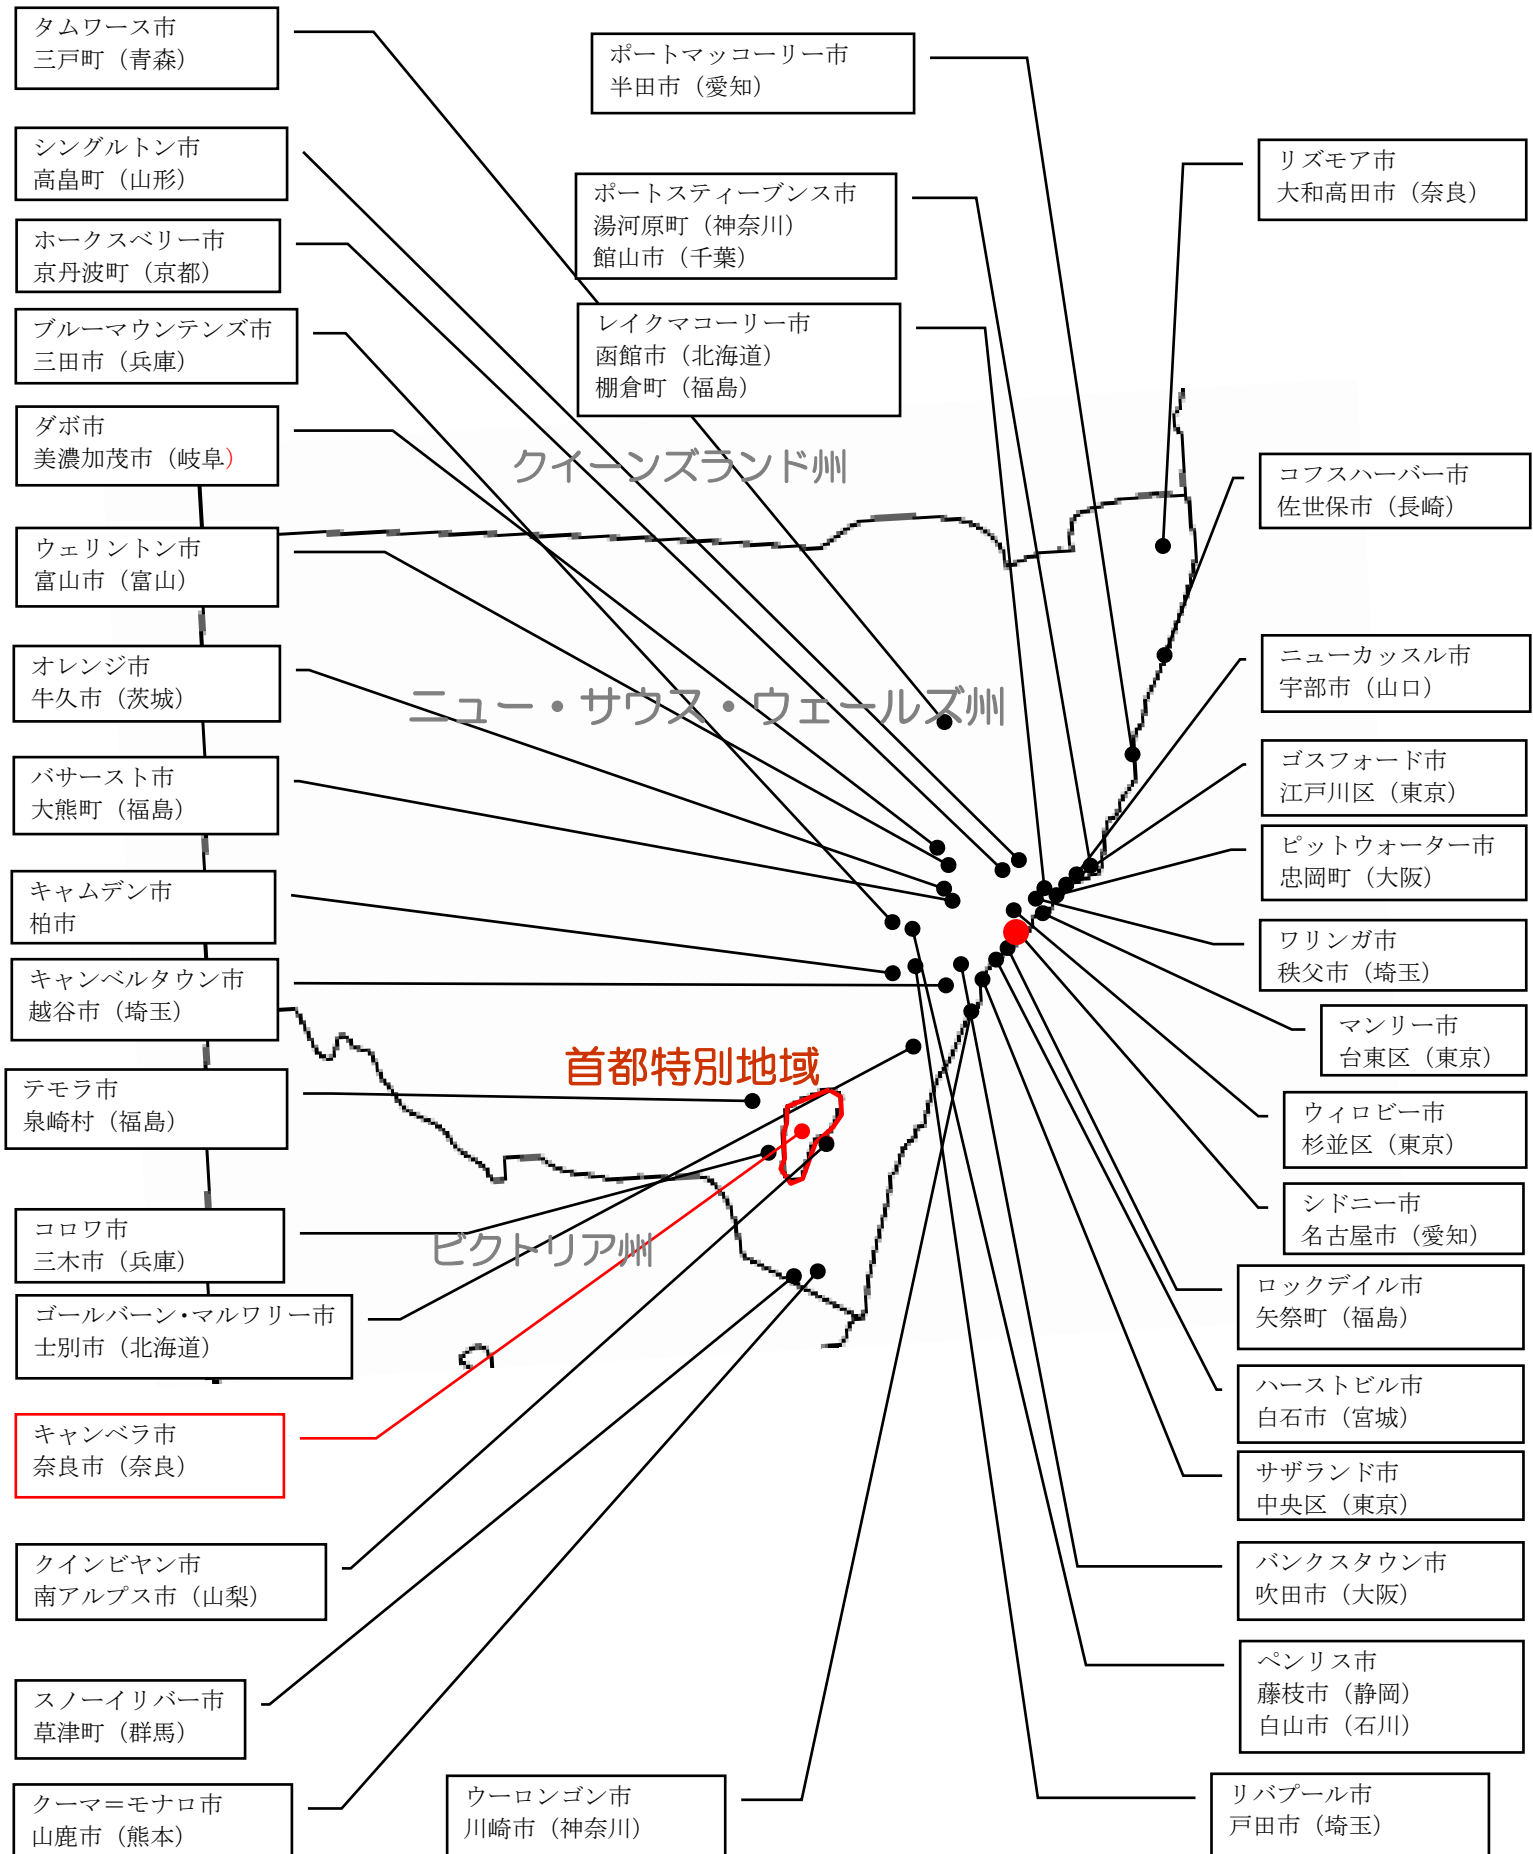 タムワース市
三戸町（青森）
シングルトン市
高畠町（山形）
ホークスベリー市
京丹波町（京都）
ブルーマウンテンズ市
三田市（兵庫）
ダボ市
美濃加茂市（岐阜）
ウェリントン市
富山市（富山）
オレンジ市
牛久市（茨城）
バサースト市
大熊町（福島）
キャムデン市
柏市
キャンベルタウン市
越谷市（埼玉）
テモラ市
泉崎村（福島）
コロワ市
三木市（兵庫）
ゴールバーン・マルワリー市
士別市（北海道）
キャンベラ市
奈良市（奈良）
クインビヤン市
南アルプス市（山梨）
スノーイリバー市
草津町（群馬）
クーマ＝モナロ市
山鹿市（熊本）
ポートマッコーリー市
半田市（愛知）
ポートスティーブンス市
湯河原町（神奈川）
館山市（千葉）
レイクマコーリー市
函館市（北海道）
棚倉町（福島）
クイーンズランド州
ニュー・サウス・ウェールズ州
首都特別地域
ビクトリア州
ウーロンゴン市
川崎市（神奈川）
リズモア市
大和高田市（奈良）
コフスハーバー市
佐世保市（長崎）
ニューカッスル市
宇部市（山口）
ゴスフォード市
江戸川区（東京）
ピットウォーター市
忠岡町（大阪）
ワリンガ市
秩父市（埼玉）
マンリー市
台東区（東京）
ウィロビー市
杉並区（東京）
シドニー市
名古屋市（愛知）
ロックデイル市
矢祭町（福島）
ハーストビル市
白石市（宮城）
サザランド市
中央区（東京）
バンクスタウン市
吹田市（大阪）
ペンリス市
藤枝市（静岡）
白山市（石川）
リバプール市
戸田市（埼玉）